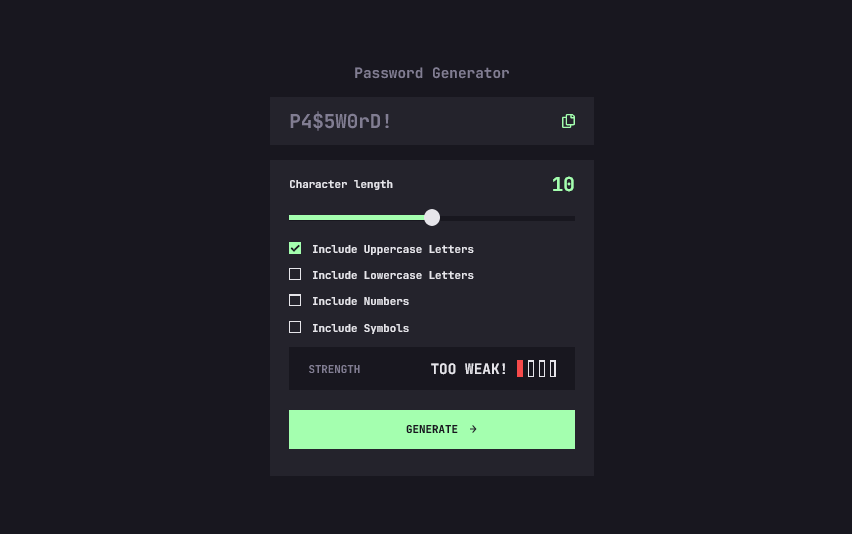 Password Generator
P4$5W0rD!
Character length
10
Include Uppercase Letters
Include Lowercase Letters
Include Numbers
Include Symbols
STRENGTH
TOO WEAK!
GENERATE →